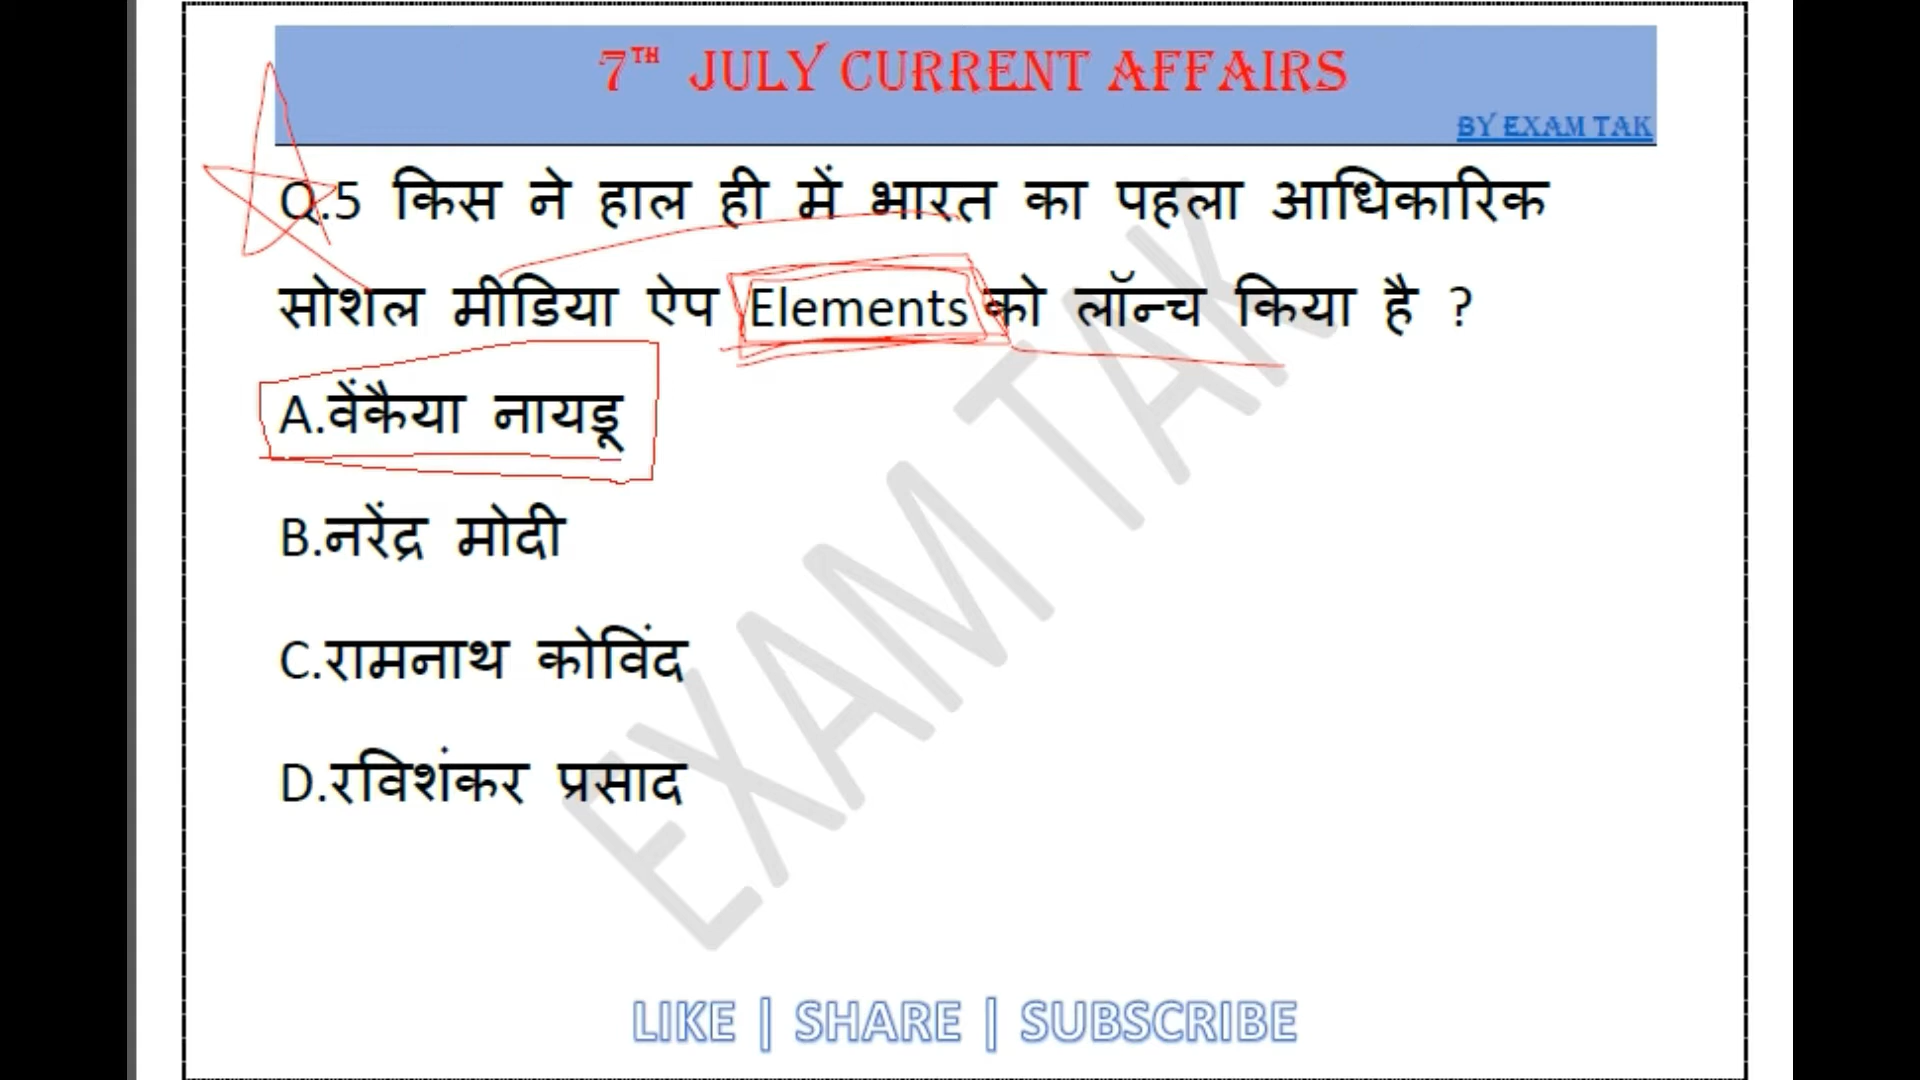 7TH JULY CURRENT AFFAIRS
BY EXAM TAK
Q.5 किस ने हाल ही में भारत का पहला आधिकारिक
सोशल मीडिया ऐप Elements को लॉन्च किया है ?
A.वेंकैया नायडू
B.नरेंद्र मोदी
C.रामनाथ कोविंद
D.रविशंकर प्रसाद
EXAM TAK
LIKE | SHARE | SUBSCRIBE